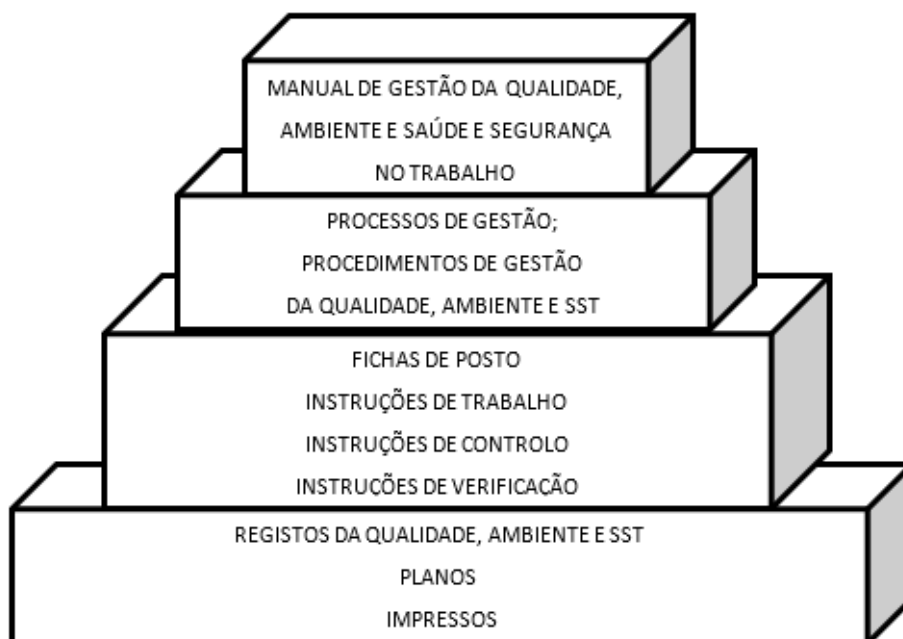 MANUAL DE GESTÃO DA QUALIDADE,
AMBIENTE E SAÚDE E SEGURANÇA
NO TRABALHO
PROCESSOS DE GESTÃO;
PROCEDIMENTOS DE GESTÃO
DA QUALIDADE, AMBIENTE E SST
FICHAS DE POSTO
INSTRUÇÕES DE TRABALHO
INSTRUÇÕES DE CONTROLO
INSTRUÇÕES DE VERIFICAÇÃO
REGISTOS DA QUALIDADE, AMBIENTE E SST
PLANOS
IMPRESSOS